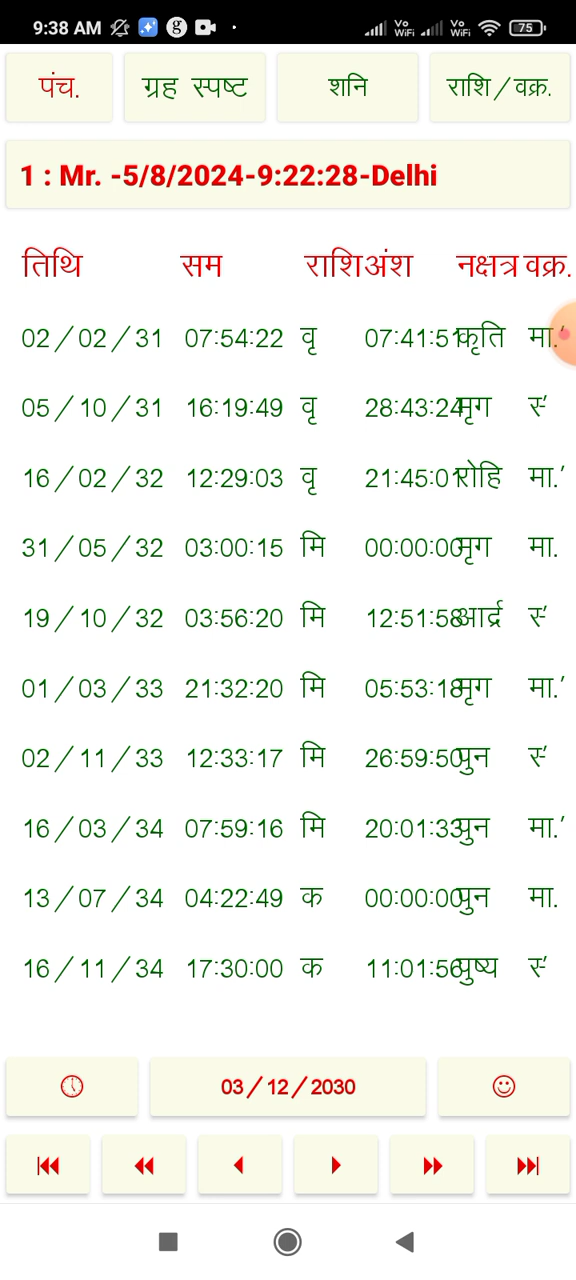 9:38 AM g Vo WiFi Vo WiFi 75
पंच. ग्रह स्पष्ट शनि राशि/वक्र.
1 : Mr. -5/8/2024-9:22:28-Delhi
तिथि सम राशि अंश नक्षत्र वक्र.
02/02/31 07:54:22 वृ 07:41:51 कृति मा.'
05/10/31 16:19:49 वृ 28:43:24 मृग
16/02/32 12:29:03 वृ 21:45:01 रोहि मा.'
31/05/32 03:00:15 मि 00:00:00 मृग मा.
19/10/32 03:56:20 मि 12:51:58 आर्द्र
01/03/33 21:32:20 मि 05:53:18 मृग मा.'
02/11/33 12:33:17 मि 26:59:50 पुन
16/03/34 07:59:16 मि 20:01:33 पुन मा.'
13/07/34 04:22:49 क 00:00:00 पुन मा.
16/11/34 17:30:00 क 11:01:56 पुष्य
03/12/2030